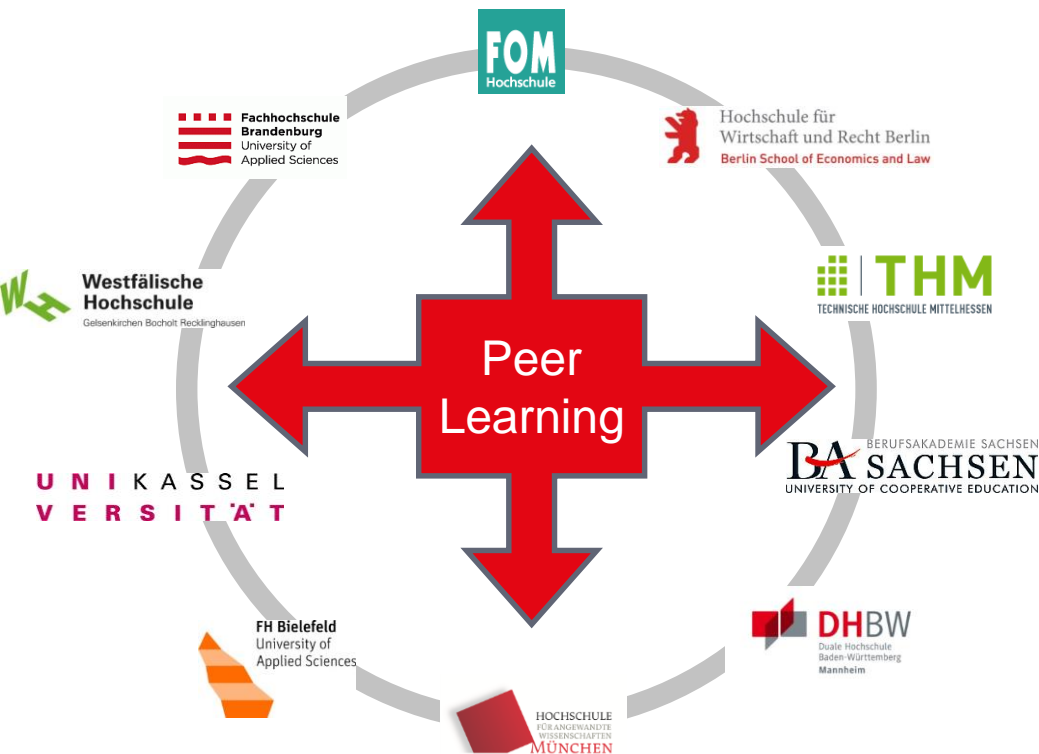 FOM
Hochschule
Fachhochschule
Brandenburg
University of
Applied Sciences
Hochschule für
Wirtschaft und Recht Berlin
Berlin School of Economics and Law
Westfälische
Hochschule
Gelsenkirchen Bocholt Recklinghausen
WH
THM
TECHNISCHE HOCHSCHULE MITTELHESSEN
Peer
Learning
BERUFSAKADEMIE SACHSEN
BA SACHSEN
UNIVERSITY OF COOPERATIVE EDUCATION
UNIKASSEL
VERSITÄT
FH Bielefeld
University of
Applied Sciences
DHBW
Duale Hochschule
Baden-Württemberg
Mannheim
HOCHSCHULE
FÜR ANGEWANDTE
WISSENSCHAFTEN
MÜNCHEN